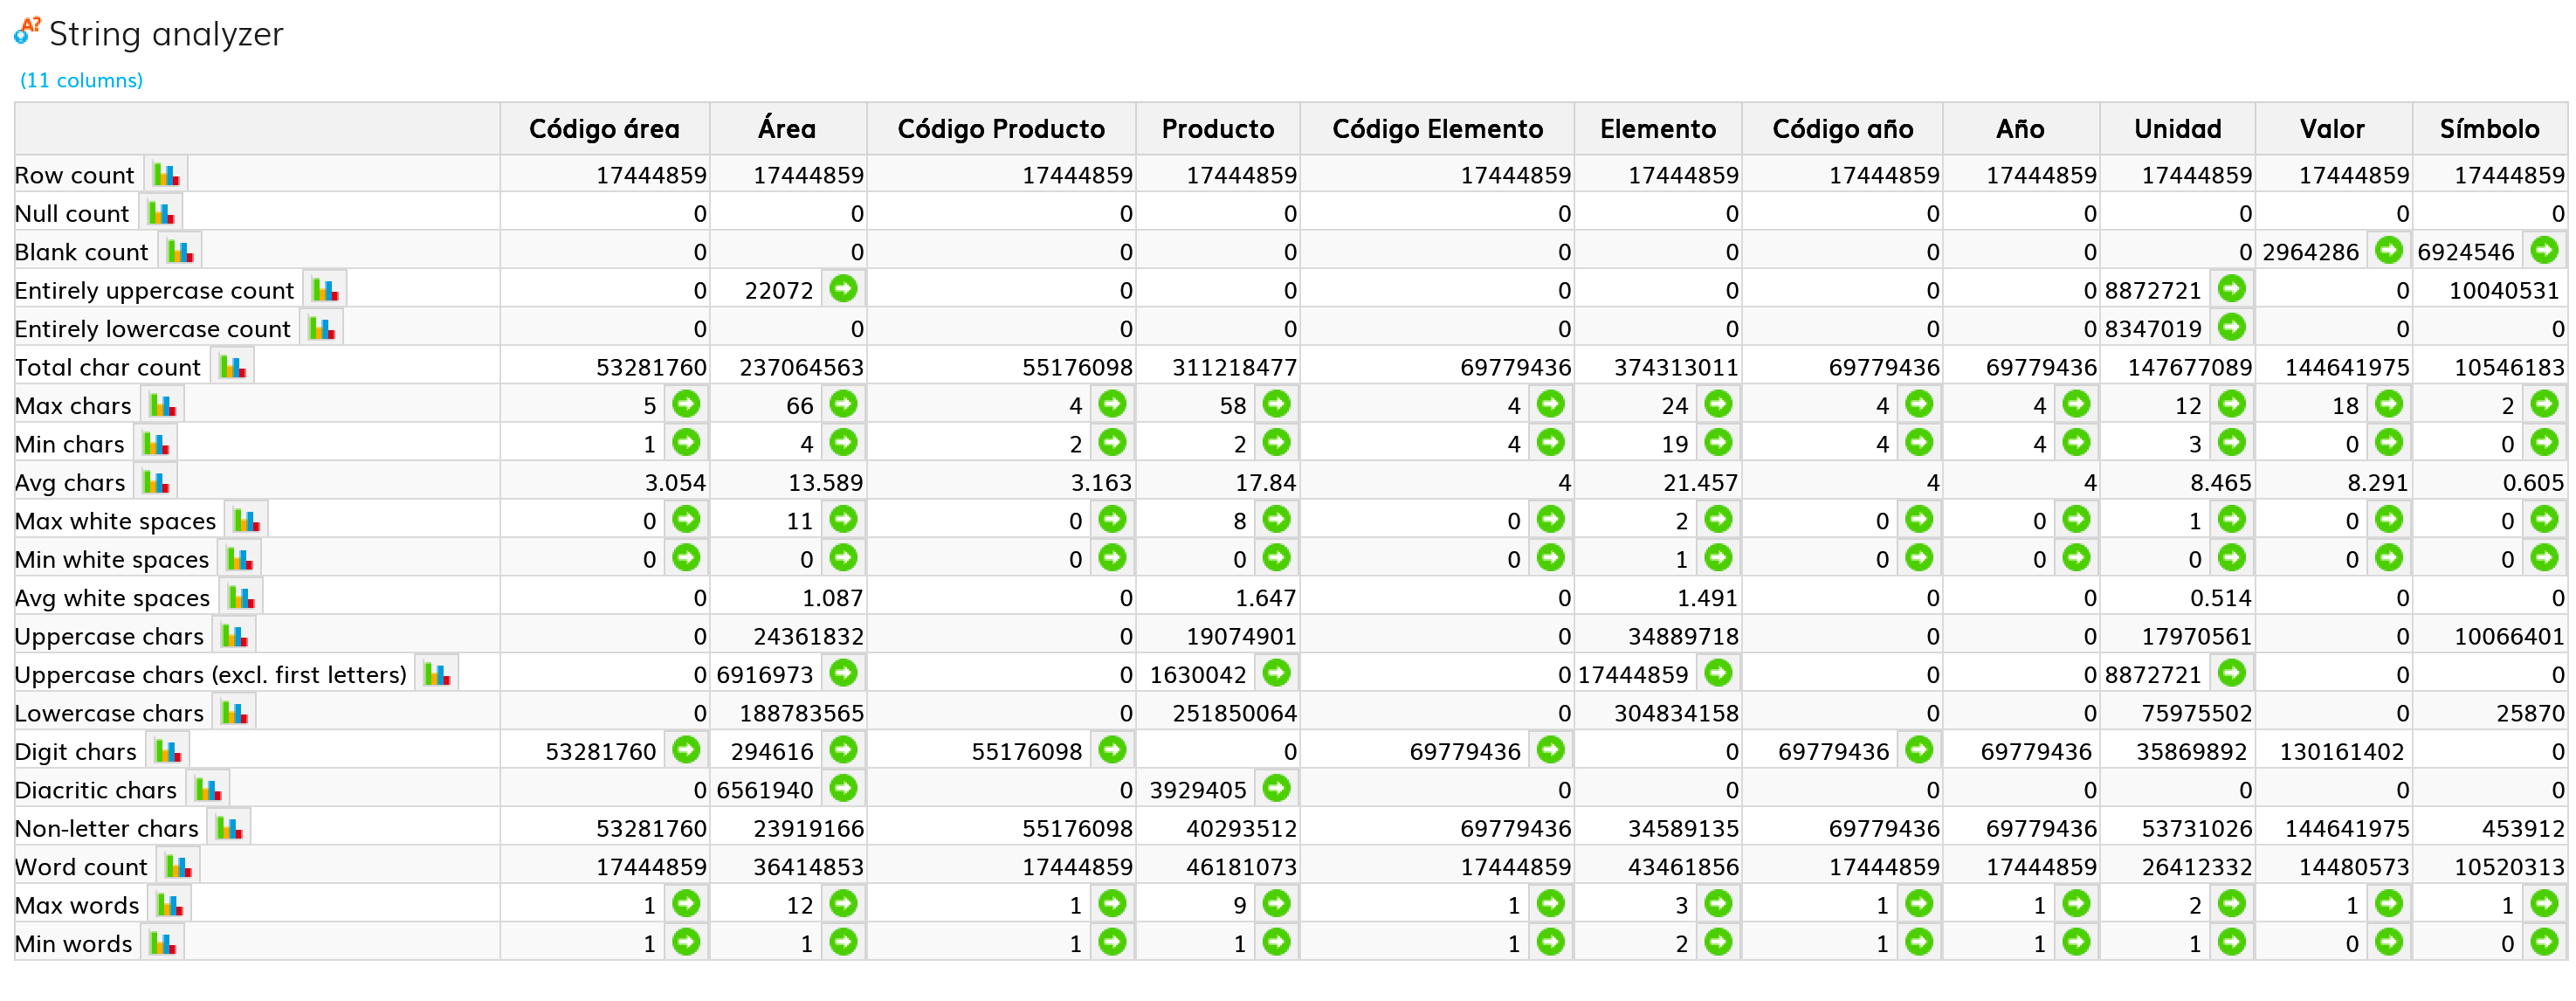 String analyzer
(11 columns)
Código área Área Código Producto Producto Código Elemento Elemento Código año Año Unidad Valor Símbolo
Row count 17444859 17444859 17444859 17444859 17444859 17444859 17444859 17444859 17444859 17444859 17444859
Null count 0 0 0 0 0 0 0 0 0 0 0
Blank count 0 0 0 0 0 0 0 0 0 2964286 6924546
Entirely uppercase count 0 22072 0 0 0 0 0 0 8872721 0 10040531
Entirely lowercase count 0 0 0 0 0 0 0 0 8347019 0 0
Total char count 53281760 237064563 55176098 311218477 69779436 374313011 69779436 69779436 147677089 144641975 10546183
Max chars 5 66 4 58 4 24 4 4 12 18 2
Min chars 1 4 2 2 4 19 4 4 3 0 0
Avg chars 3.054 13.589 3.163 17.84 4 21.457 4 4 8.465 8.291 0.605
Max white spaces 0 11 0 8 0 2 0 0 1 0 0
Min white spaces 0 0 0 0 0 1 0 0 0 0 0
Avg white spaces 0 1.087 0 1.647 0 1.491 0 0 0.514 0 0
Uppercase chars 0 24361832 0 19074901 0 34889718 0 0 17970561 0 10066401
Uppercase chars (excl. first letters) 0 6916973 0 1630042 0 17444859 0 0 8872721 0 0
Lowercase chars 0 188783565 0 251850064 0 304834158 0 0 75975502 0 25870
Digit chars 53281760 294616 55176098 0 69779436 0 69779436 69779436 35869892 130161402 0
Diacritic chars 0 6561940 0 3929405 0 0 0 0 0 0 0
Non-letter chars 53281760 23919166 55176098 40293512 69779436 34589135 69779436 69779436 53731026 144641975 453912
Word count 17444859 36414853 17444859 46181073 17444859 43461856 17444859 17444859 26412332 14480573 10520313
Max words 1 12 1 9 1 3 1 1 2 1 1
Min words 1 1 1 1 1 2 1 1 1 0 0